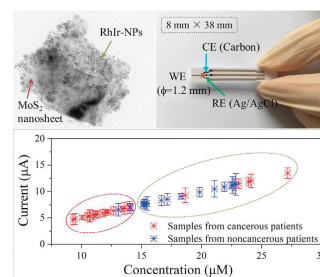 RhIr-NPs
MoS₂
nanosheet
8 mm × 38 mm
CE (Carbon)
WE
(ϕ=1.2 mm)
RE (Ag/AgCl)
Current (μA)
20
15
10
5
0
Samples from cancerous patients
Samples from noncancerous patients
10 15 20 25
Concentration (μM)